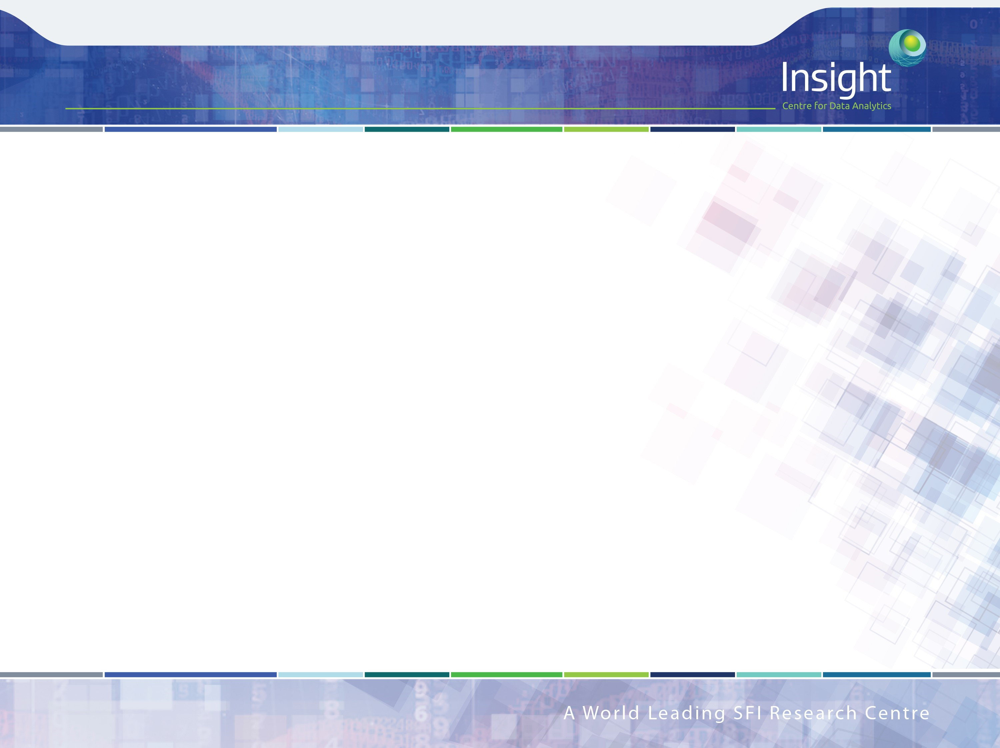 Insight
Centre for Data Analytics
A World Leading SFI Research Centre